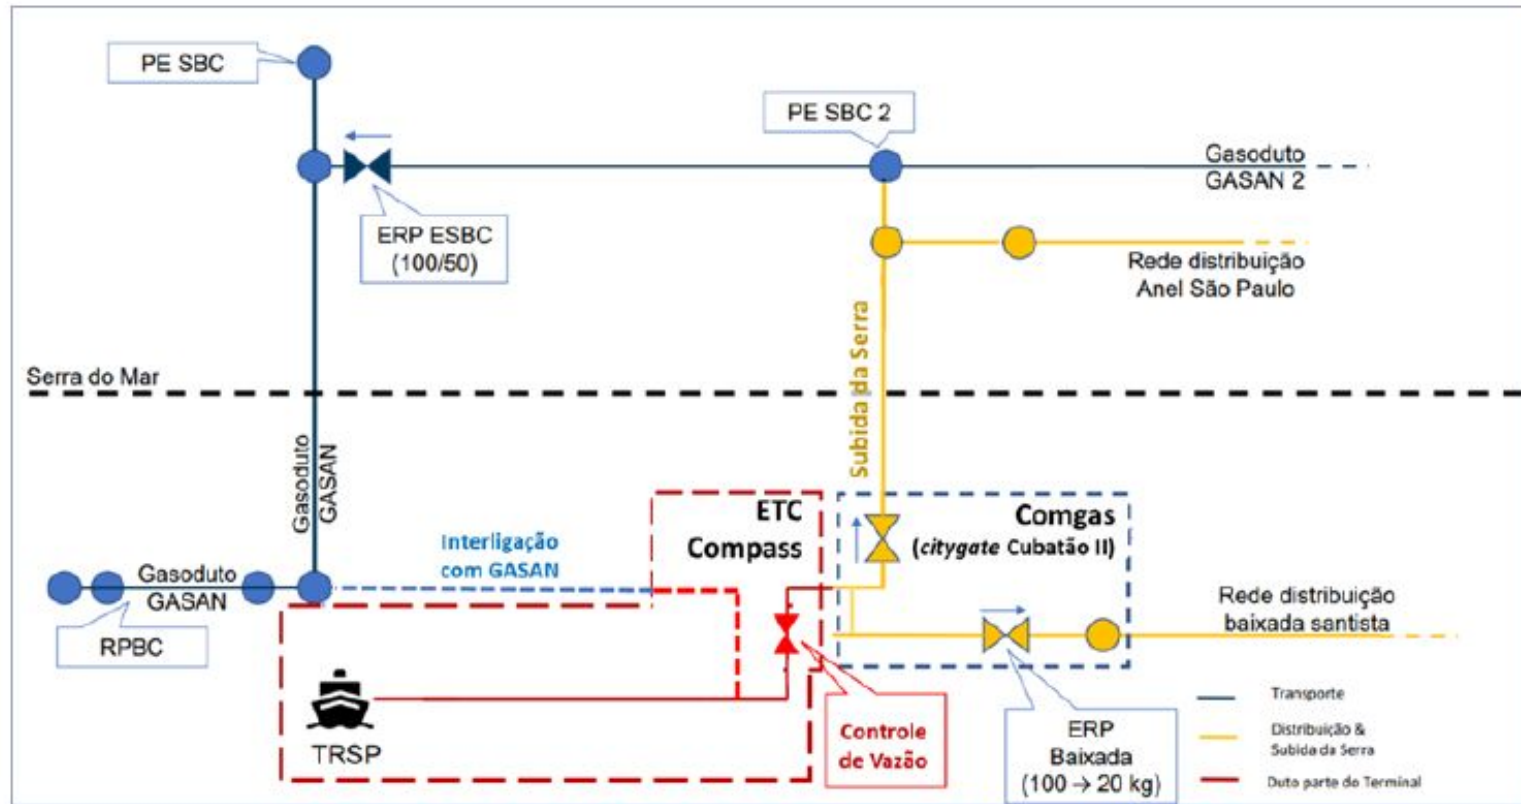 PE SBC
PE SBC 2
Gasoduto
GASAN 2
ERP ESBC
(100/50)
Rede distribuição
Anel São Paulo
Subida da Serra
Serra do Mar
Gasoduto
GASAN
ETC
Compass
Comgas
(citygate Cubatão II)
Interligação
com GASAN
Gasoduto
GASAN
RPBC
Rede distribuição
baixada santista
TRSP
Controle
de Vazão
ERP
Baixada
(100 → 20 kg)
Transporte
Distribuição &
Subida da Serra
Duto parte do Terminal